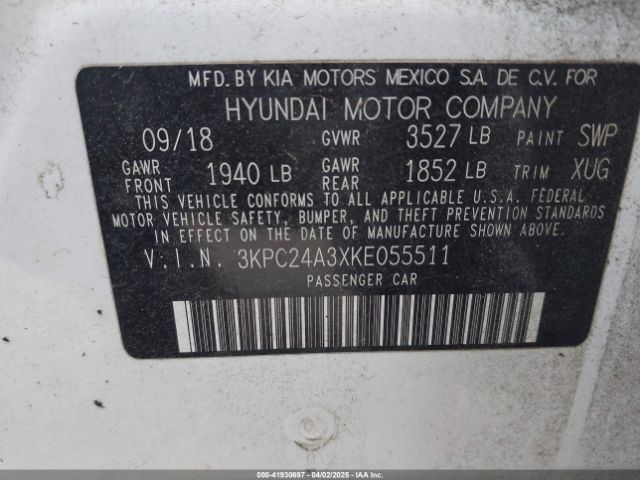 MFD. BY KIA MOTORS MEXICO S.A. DE C.V. FOR
HYUNDAI MOTOR COMPANY
09/18 GVWR 3527 LB PAINT SWP
GAWR FRONT 1940 LB GAWR REAR 1852 LB TRIM XUG
THIS VEHICLE CONFORMS TO ALL APPLICABLE U.S.A. FEDERAL
MOTOR VEHICLE SAFETY, BUMPER, AND THEFT PREVENTION STANDARDS
IN EFFECT ON THE DATE OF MANUFACTURE SHOWN ABOVE.
V.I.N. 3KPC24A3XKE055511
PASSENGER CAR
000-41930697 - 04/02/2025 - IAAI.COM